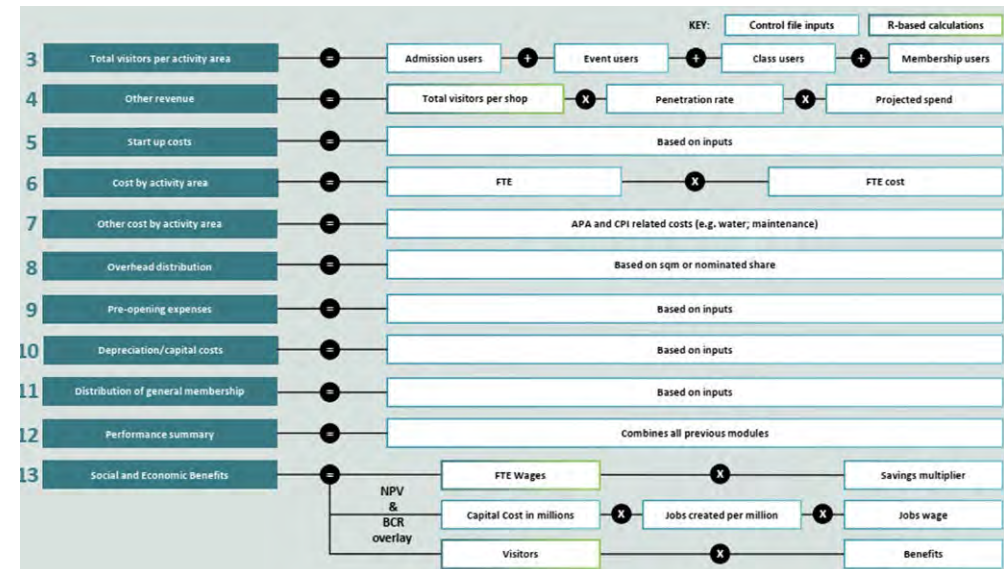 KEY: Control file inputs R-based calculations
3 Total visitors per activity area = Admission users + Event users + Class users + Membership users
4 Other revenue = Total visitors per shop X Penetration rate X Projected spend
5 Start up costs = Based on inputs
6 Cost by activity area = FTE X FTE cost
7 Other cost by activity area = APA and CPI related costs (e.g. water; maintenance)
8 Overhead distribution = Based on sqm or nominated share
9 Pre-opening expenses = Based on inputs
10 Depreciation/capital costs = Based on inputs
11 Distribution of general membership = Based on inputs
12 Performance summary = Combines all previous modules
13 Social and Economic Benefits = FTE Wages X Savings multiplier
NPV
&
BCR
overlay
Capital Cost in millions X Jobs created per million X Jobs wage
Visitors X Benefits